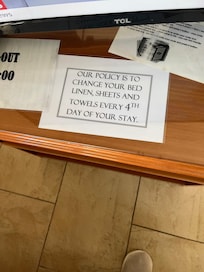 TCL
-OUT
:00
OUR POLICY IS TO
CHANGE YOUR BED
LINEN, SHEETS AND
TOWELS EVERY 4TH
DAY OF YOUR STAY.